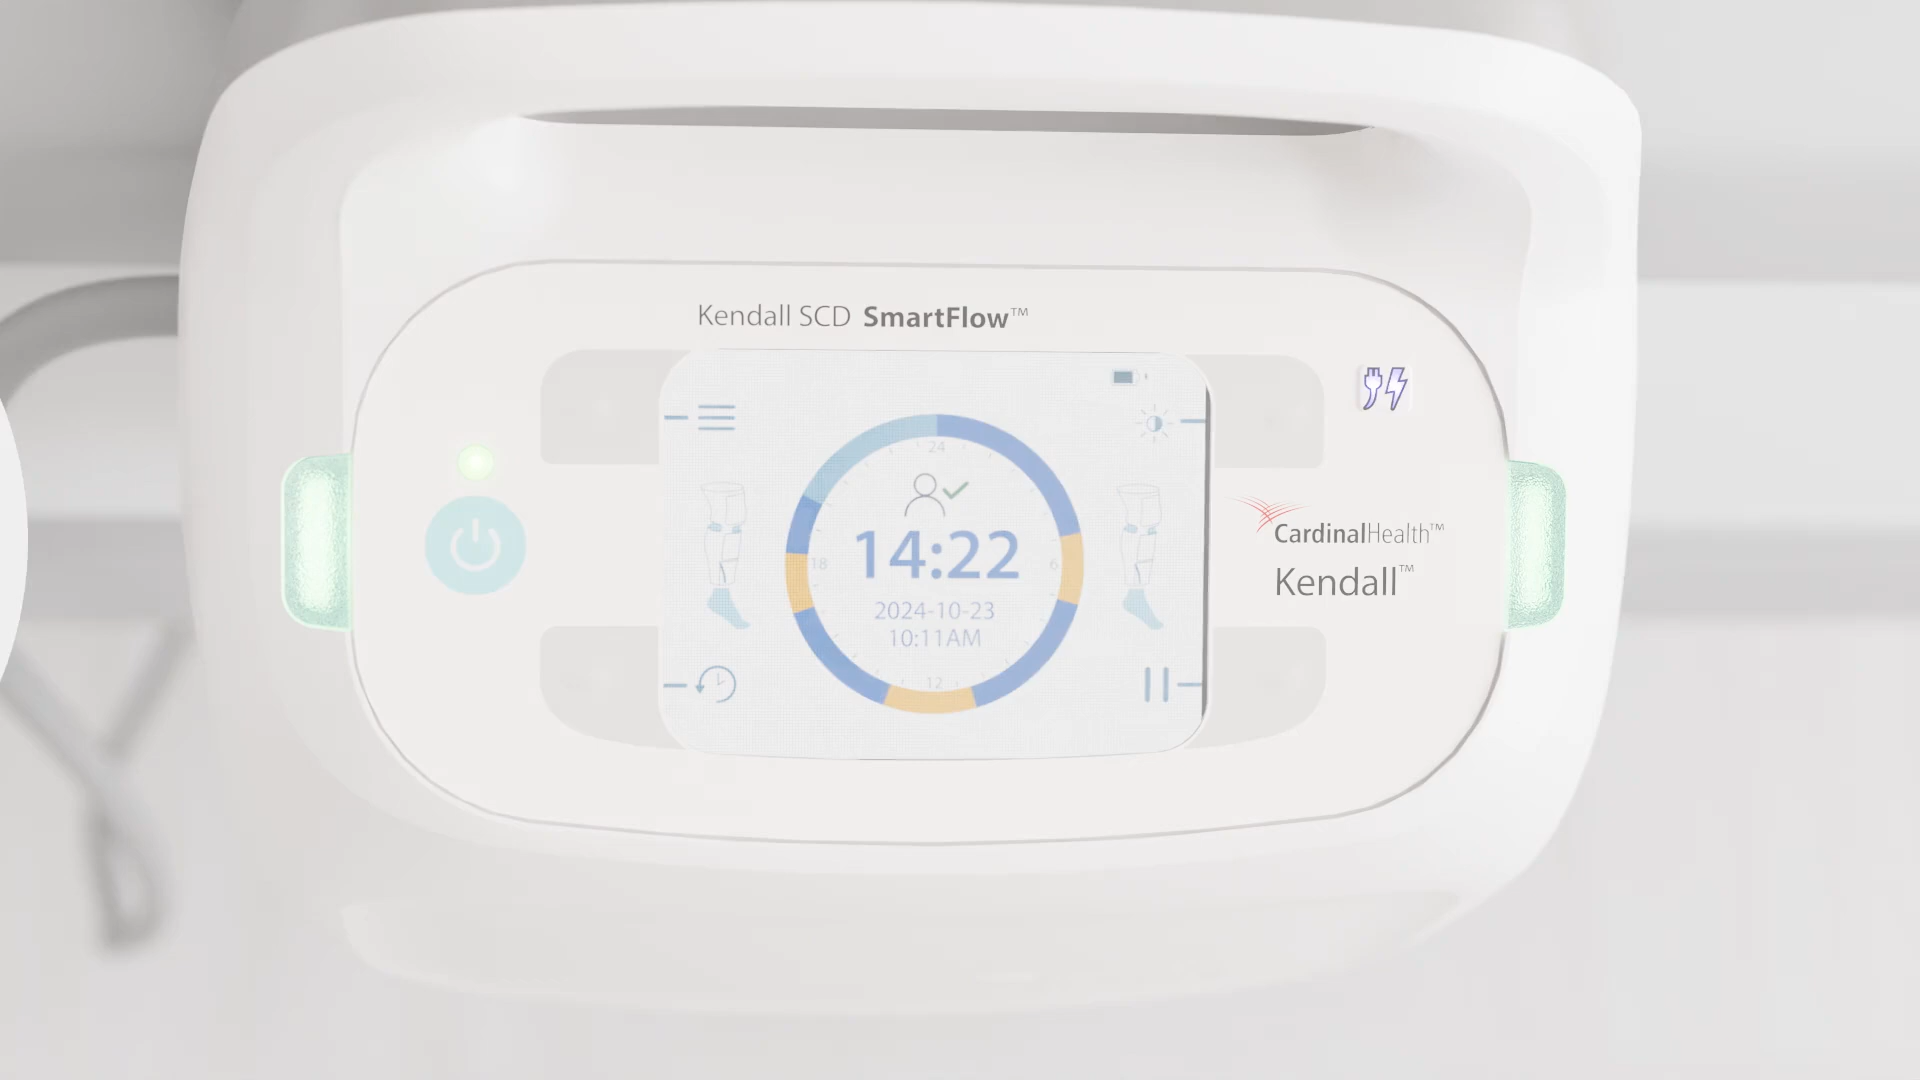 Kendall SCD SmartFlow™
24
14:22
18
6
2024-10-23
10:11AM
12
CardinalHealth™
Kendall™